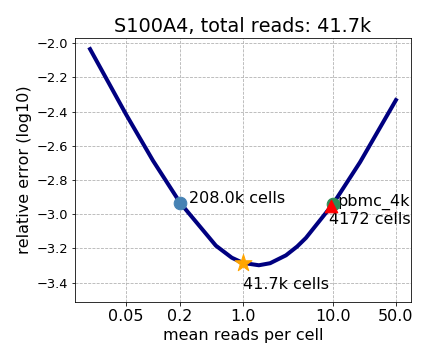 S100A4, total reads: 41.7k
relative error (log10)
−2.0
−2.2
−2.4
−2.6
−2.8
−3.0
−3.2
−3.4
208.0k cells
pbmc_4k
4172 cells
41.7k cells
0.05
0.2
1.0
10.0
50.0
mean reads per cell